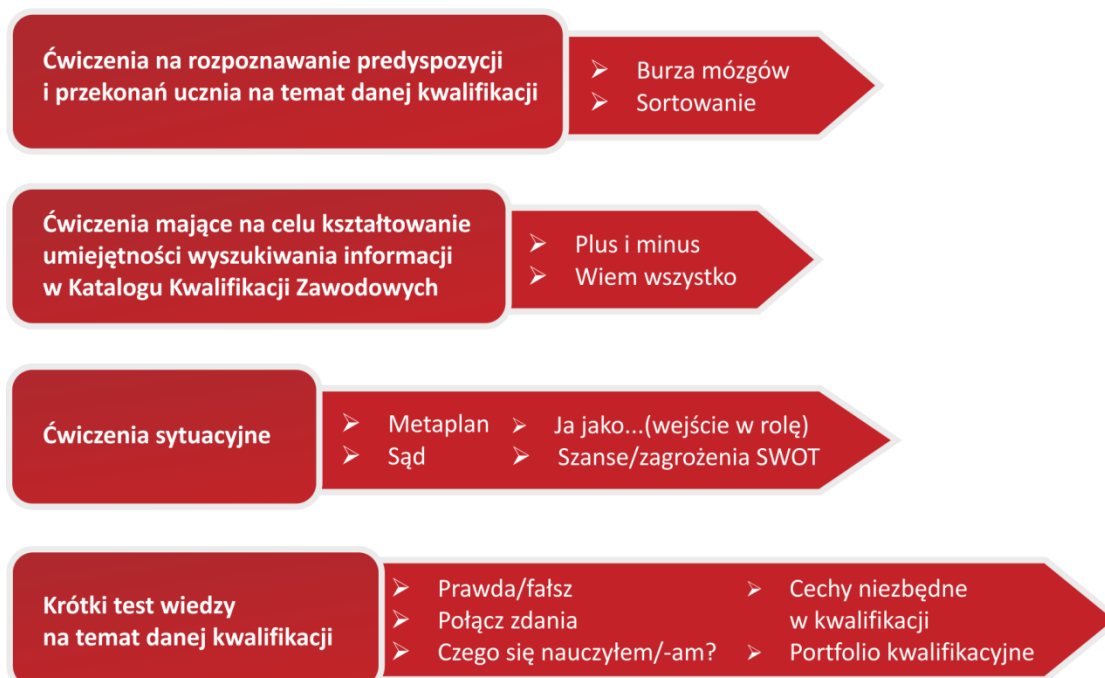 Ćwiczenia na rozpoznawanie predyspozycji
i przekonań ucznia na temat danej kwalifikacji
➢ Burza mózgów
➢ Sortowanie
Ćwiczenia mające na celu kształtowanie
umiejętności wyszukiwania informacji
w Katalogu Kwalifikacji Zawodowych
➢ Plus i minus
➢ Wiem wszystko
Ćwiczenia sytuacyjne
➢ Metaplan
➢ Sąd
➢ Ja jako...(wejście w rolę)
➢ Szanse/zagrożenia SWOT
Krótki test wiedzy
na temat danej kwalifikacji
➢ Prawda/fałsz
➢ Połącz zdania
➢ Czego się nauczyłem/-am?
➢ Cechy niezbędne
w kwalifikacji
➢ Portfolio kwalifikacyjne